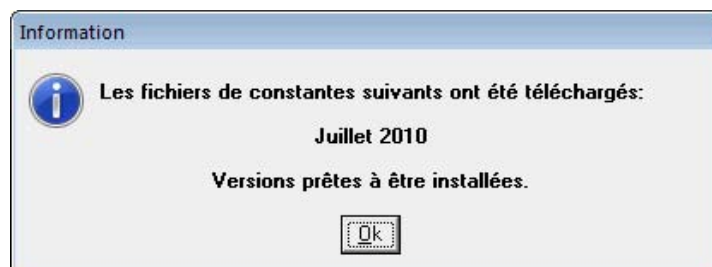 Information
Les fichiers de constantes suivants ont été téléchargés:
Juillet 2010
Versions prêtes à être installées.
Ok